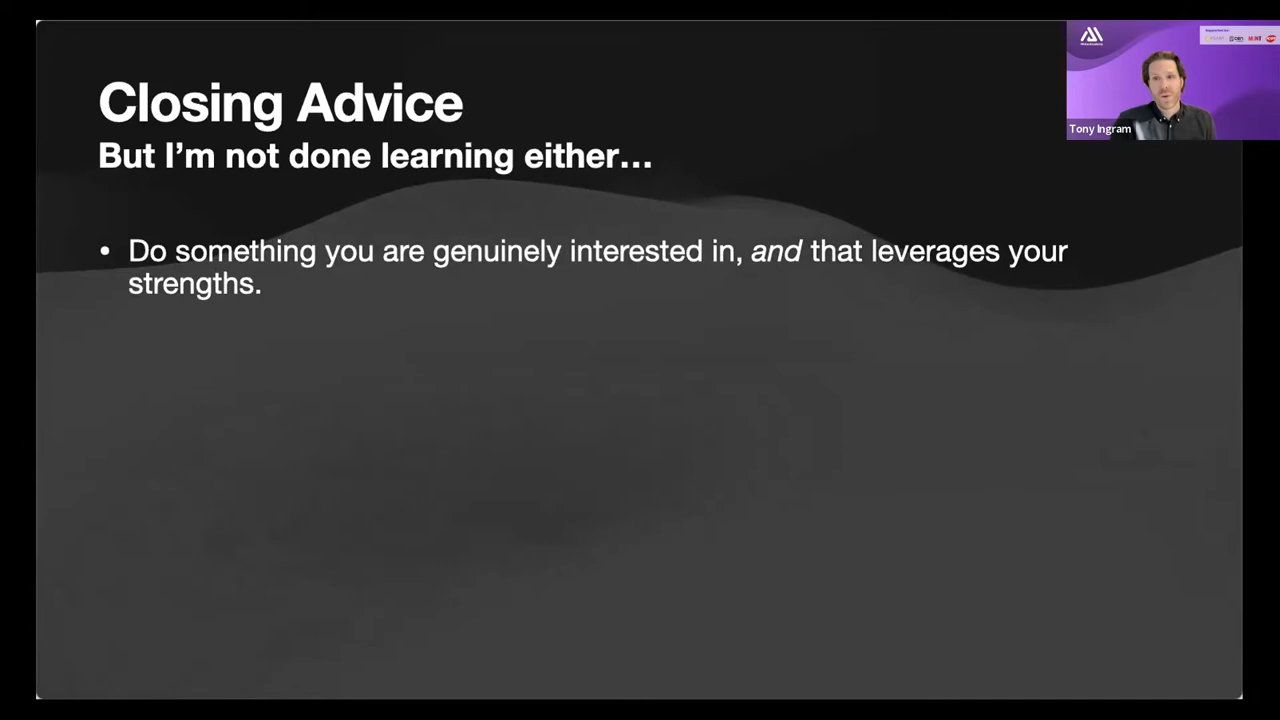 Closing Advice
But I'm not done learning either…
• Do something you are genuinely interested in, and that leverages your
strengths.
Tony Ingram